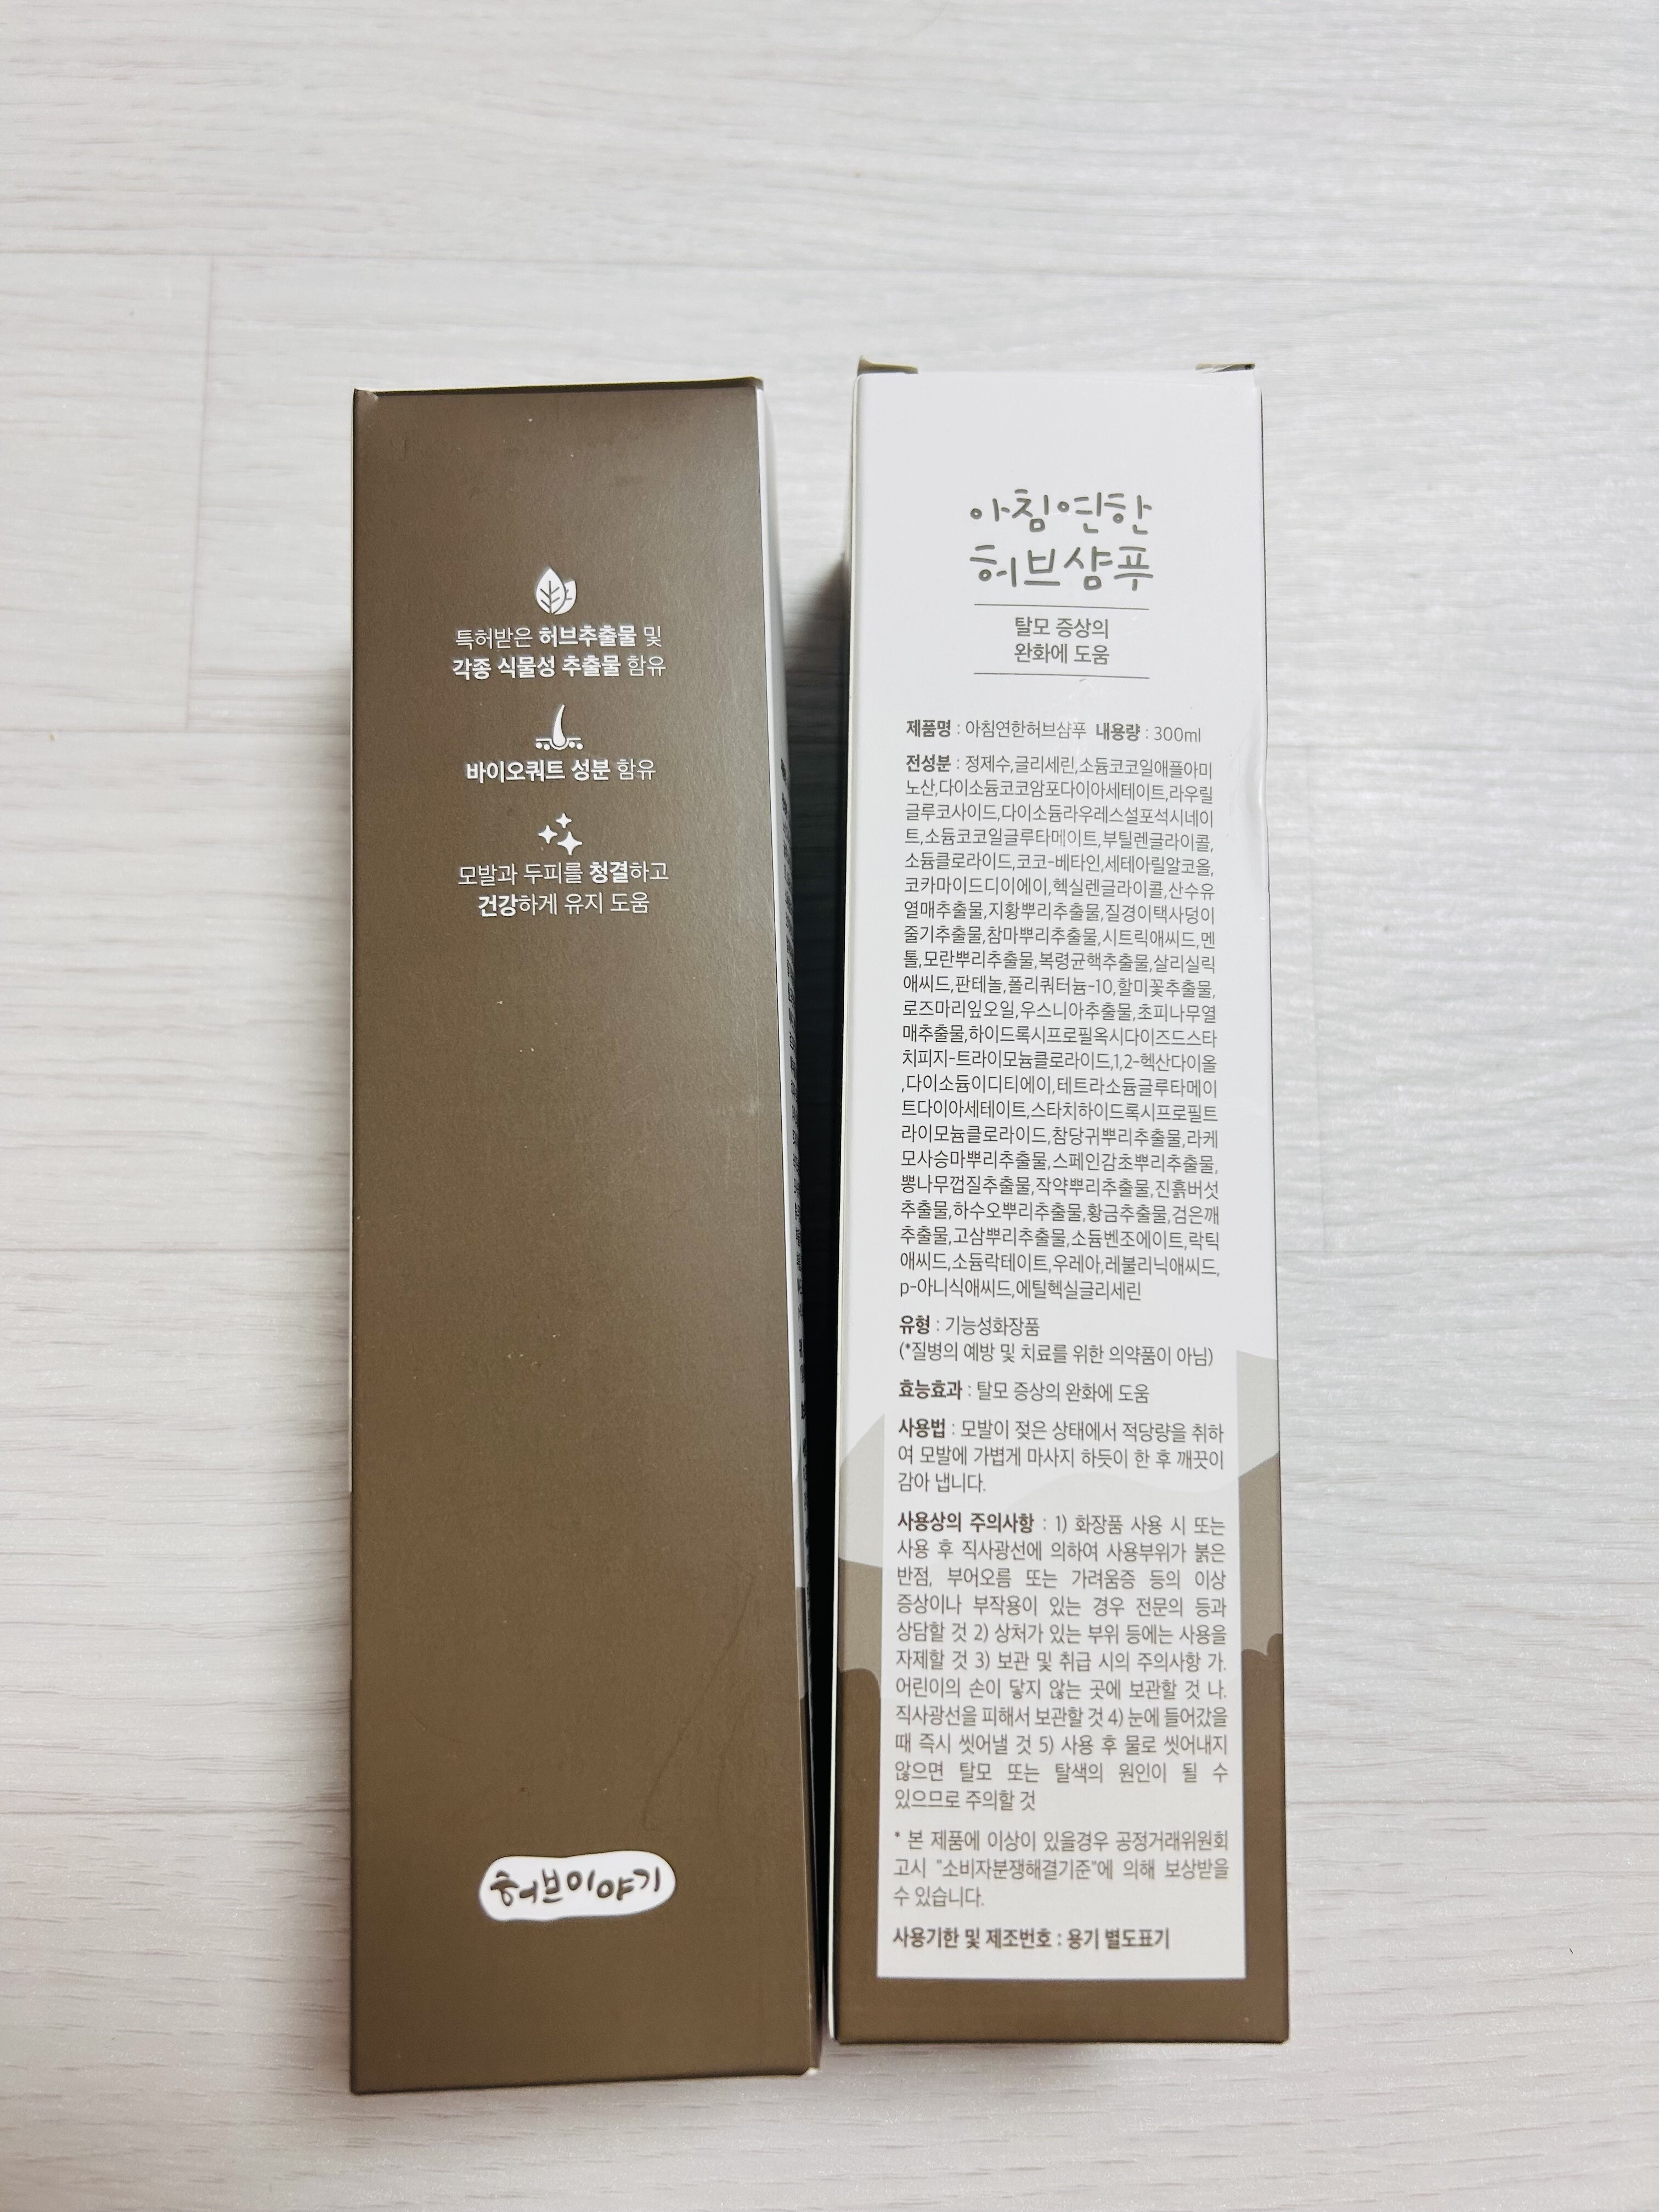 특허받은 허브추출물 및
각종 식물성 추출물 함유
바이오쿼트 성분 함유
모발과 두피를 청결하고
건강하게 유지 도움
허브이야기
아침연한
허브샴푸
탈모 증상의
완화에 도움
제품명 : 아침연한허브샴푸 내용량 : 300ml
전성분 : 정제수,글리세린,소듐코코일애플아미
노산,다이소듐코코암포다이아세테이트,라우릴
글루코사이드,다이소듐라우레스설포석시네이
트,소듐코코일글루타메이트,부틸렌글라이콜,
소듐클로라이드,코코-베타인,세테아릴알코올,
코카마이드디이에이,헥실렌글라이콜,산수유
열매추출물,지황뿌리추출물,질경이택사덩이
줄기추출물,참마뿌리추출물,시트릭애씨드,멘
톨,모란뿌리추출물,복령균핵추출물,살리실릭
애씨드,판테놀,폴리쿼터늄-10,할미꽃추출물,
로즈마리잎오일,우스니아추출물,초피나무열
매추출물,하이드록시프로필옥시다이즈드스타
치피지-트라이모늄클로라이드,1,2-헥산다이올
,다이소듐이디티에이,테트라소듐글루타메이
트다이아세테이트,스타치하이드록시프로필트
라이모늄클로라이드,참당귀뿌리추출물,라케
모사승마뿌리추출물,스페인감초뿌리추출물,
뽕나무껍질추출물,작약뿌리추출물,진흙버섯
추출물,하수오뿌리추출물,황금추출물,검은깨
추출물,고삼뿌리추출물,소듐벤조에이트,락틱
애씨드,소듐락테이트,우레아,레불리닉애씨드,
p-아니식애씨드,에틸헥실글리세린
유형 : 기능성화장품
(*질병의 예방 및 치료를 위한 의약품이 아님)
효능효과 : 탈모 증상의 완화에 도움
사용법 : 모발이 젖은 상태에서 적당량을 취하
여 모발에 가볍게 마사지 하듯이 한 후 깨끗이
감아 냅니다.
사용상의 주의사항 : 1) 화장품 사용 시 또는
사용 후 직사광선에 의하여 사용부위가 붉은
반점, 부어오름 또는 가려움증 등의 이상
증상이나 부작용이 있는 경우 전문의 등과
상담할 것 2) 상처가 있는 부위 등에는 사용을
자제할 것 3) 보관 및 취급 시의 주의사항 가.
어린이의 손이 닿지 않는 곳에 보관할 것 나.
직사광선을 피해서 보관할 것 4) 눈에 들어갔을
때 즉시 씻어낼 것 5) 사용 후 물로 씻어내지
않으면 탈모 또는 탈색의 원인이 될 수
있으므로 주의할 것
* 본 제품에 이상이 있을경우 공정거래위원회
고시 "소비자분쟁해결기준"에 의해 보상받을
수 있습니다.
사용기한 및 제조번호 : 용기 별도표기